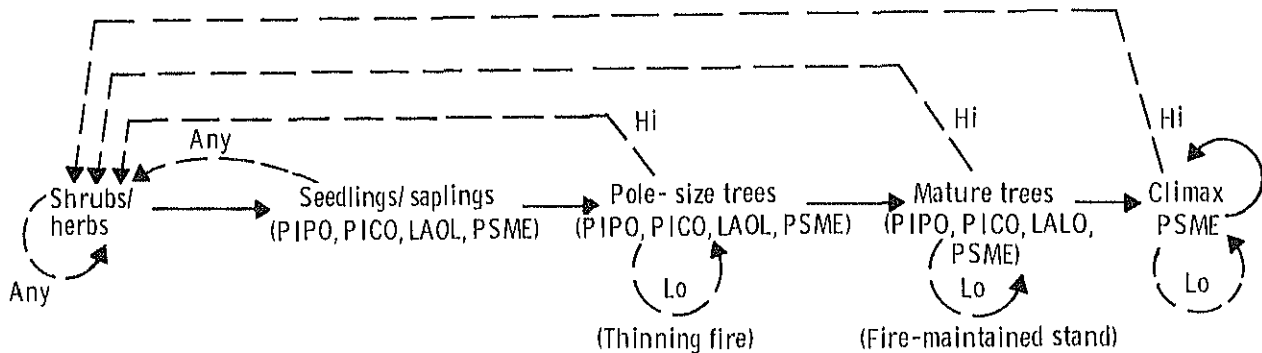 Hi
Hi
Hi
Any
Shrubs/
herbs
Seedlings/saplings
(PIPO, PICO, LAOL, PSME)
Pole-size trees
(PIPO, PICO, LAOL, PSME)
Mature trees
(PIPO, PICO, LALO,
PSME)
Climax
PSME
Any
Lo
(Thinning fire)
Lo
(Fire-maintained stand)
Lo